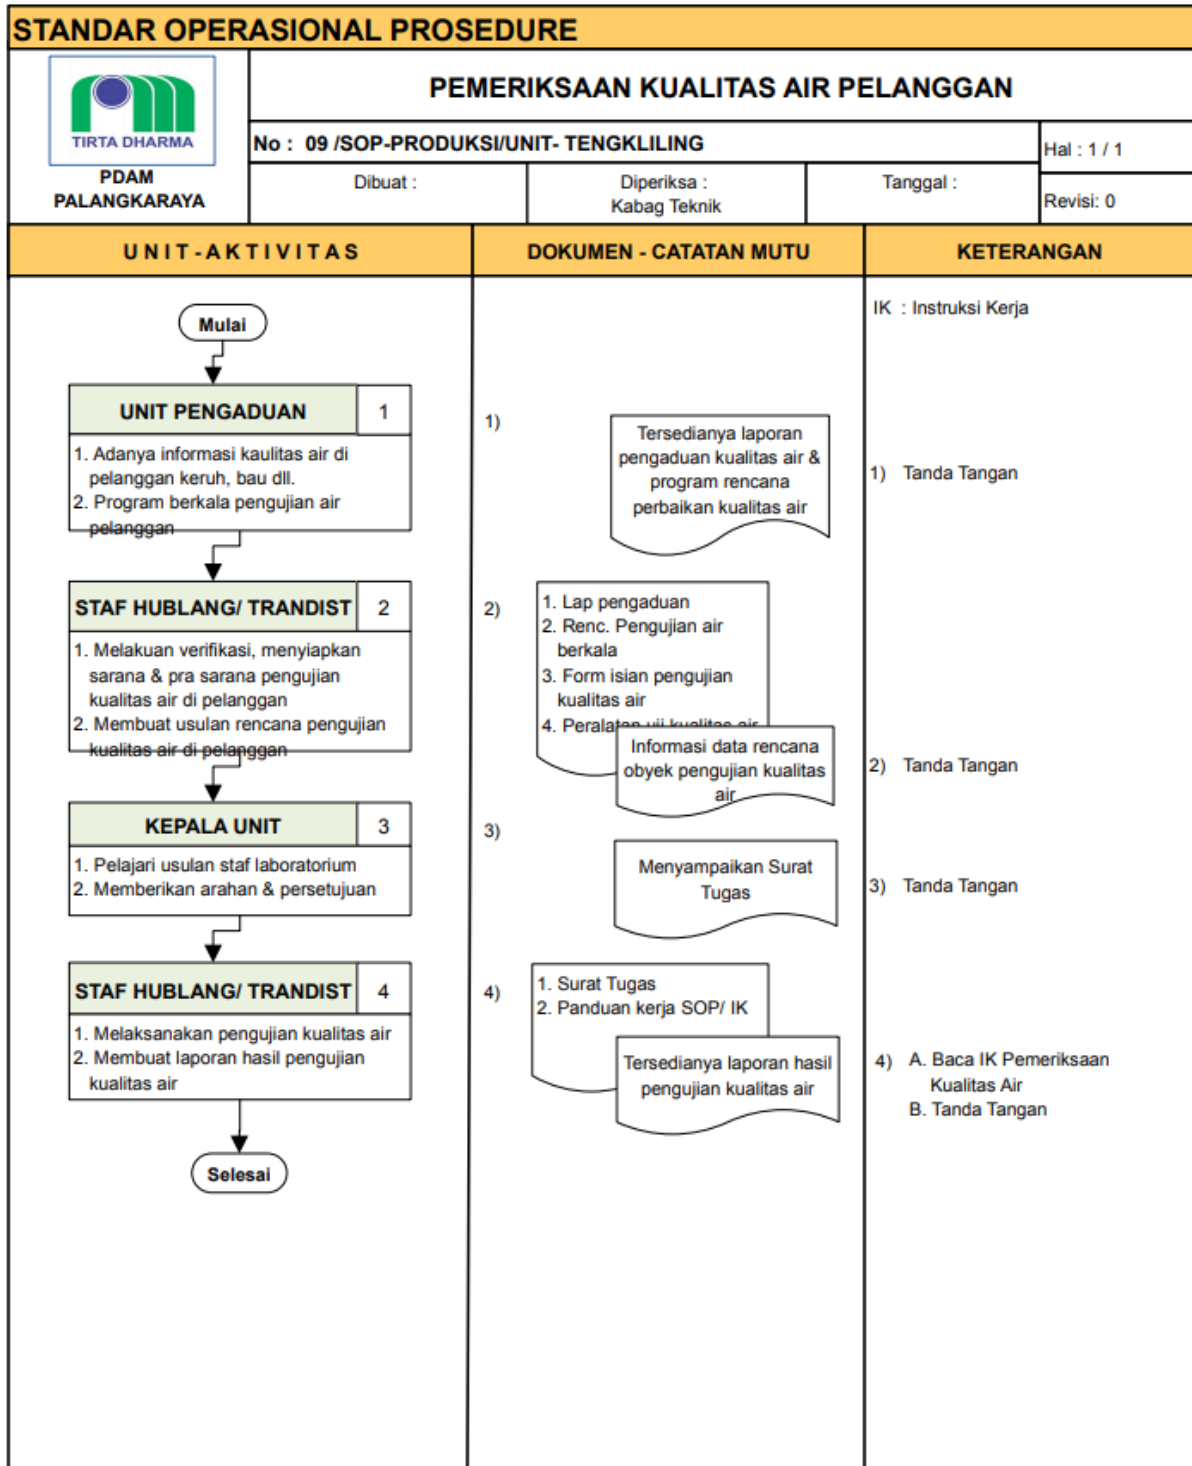 STANDAR OPERASIONAL PROSEDURE
TIRTA DHARMA
PDAM
PALANGKARAYA
PEMERIKSAAN KUALITAS AIR PELANGGAN
No : 09 /SOP-PRODUKSI/UNIT- TENGKLILING
Hal : 1 / 1
Dibuat :
Diperiksa :
Kabag Teknik
Tanggal :
Revisi: 0
UNIT-AKTIVITAS
DOKUMEN - CATATAN MUTU
KETERANGAN
Mulai
IK : Instruksi Kerja
UNIT PENGADUAN 1
1. Adanya informasi kaulitas air di
pelanggan keruh, bau dll.
2. Program berkala pengujian air
pelanggan
1)
Tersedianya laporan
pengaduan kualitas air &
program rencana
perbaikan kualitas air
1) Tanda Tangan
STAF HUBLANG/ TRANDIST 2
1. Melakuan verifikasi, menyiapkan
sarana & pra sarana pengujian
kualitas air di pelanggan
2. Membuat usulan rencana pengujian
kualitas air di pelanggan
2)
1. Lap pengaduan
2. Renc. Pengujian air
berkala
3. Form isian pengujian
kualitas air
4. Peralatan uji kualitas air
Informasi data rencana
obyek pengujian kualitas
air
2) Tanda Tangan
KEPALA UNIT 3
1. Pelajari usulan staf laboratorium
2. Memberikan arahan & persetujuan
3)
Menyampaikan Surat
Tugas
3) Tanda Tangan
STAF HUBLANG/ TRANDIST 4
1. Melaksanakan pengujian kualitas air
2. Membuat laporan hasil pengujian
kualitas air
4)
1. Surat Tugas
2. Panduan kerja SOP/ IK
Tersedianya laporan hasil
pengujian kualitas air
4) A. Baca IK Pemeriksaan
Kualitas Air
B. Tanda Tangan
Selesai